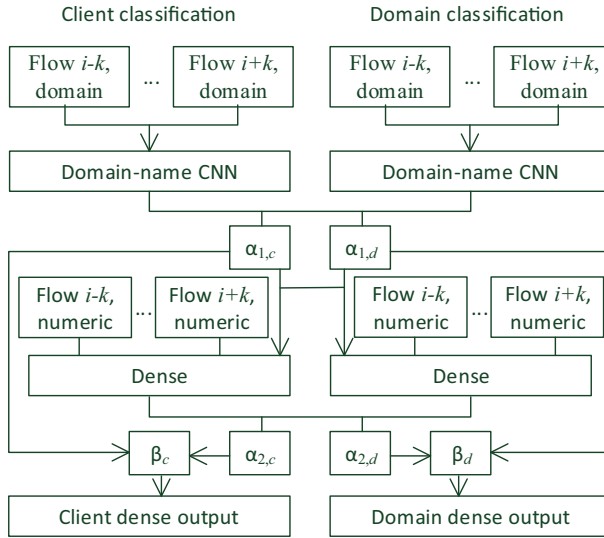 Client classification
Domain classification
Flow i-k,
domain
...
Flow i+k,
domain
Flow i-k,
domain
...
Flow i+k,
domain
Domain-name CNN
Domain-name CNN
α1,c
α1,d
Flow i-k,
numeric
...
Flow i+k,
numeric
Flow i-k,
numeric
...
Flow i+k,
numeric
Dense
Dense
βc
α2,c
α2,d
βd
Client dense output
Domain dense output